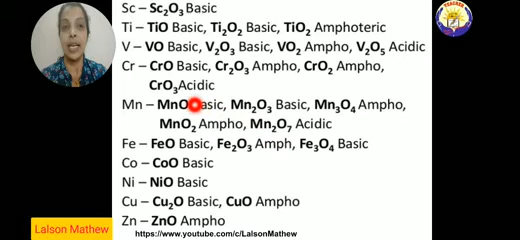 Sc – Sc₂O₃ Basic
Ti – TiO Basic, Ti₂O₂ Basic, TiO₂ Amphoteric
V – VO Basic, V₂O₃ Basic, VO₂ Ampho, V₂O₅ Acidic
Cr – CrO Basic, Cr₂O₃ Ampho, CrO₂ Ampho,
CrO₃Acidic
Mn – MnO Basic, Mn₂O₃ Basic, Mn₃O₄ Ampho,
MnO₂ Ampho, Mn₂O₇ Acidic
Fe – FeO Basic, Fe₂O₃ Amph, Fe₃O₄ Basic
Co – CoO Basic
Ni – NiO Basic
Cu – Cu₂O Basic, CuO Ampho
Zn – ZnO Ampho
Lalson Mathew
https://www.youtube.com/c/LalsonMathew